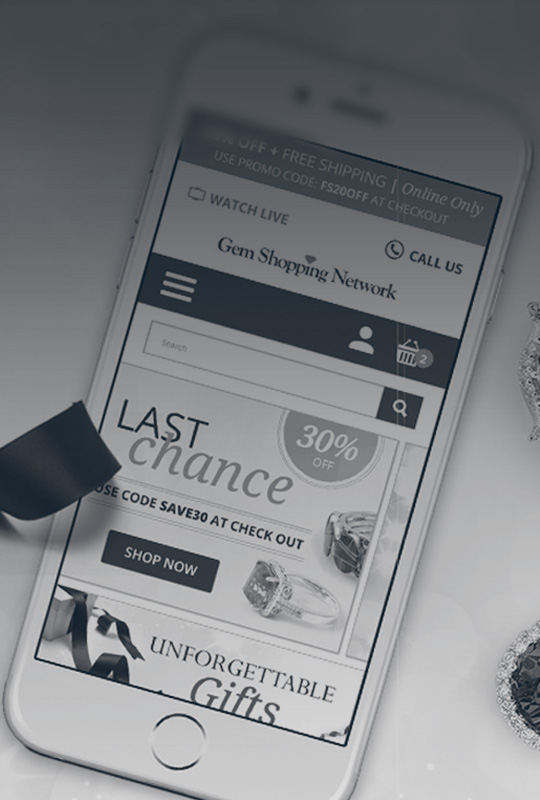 OFF + FREE SHIPPING | Online Only
USE PROMO CODE: FS20OFF AT CHECKOUT
WATCH LIVE
CALL US
Gem Shopping Network
2
Search
LAST
chance
30%
OFF
USE CODE SAVE30 AT CHECK OUT
SHOP NOW
UNFORGETTABLE
Gifts